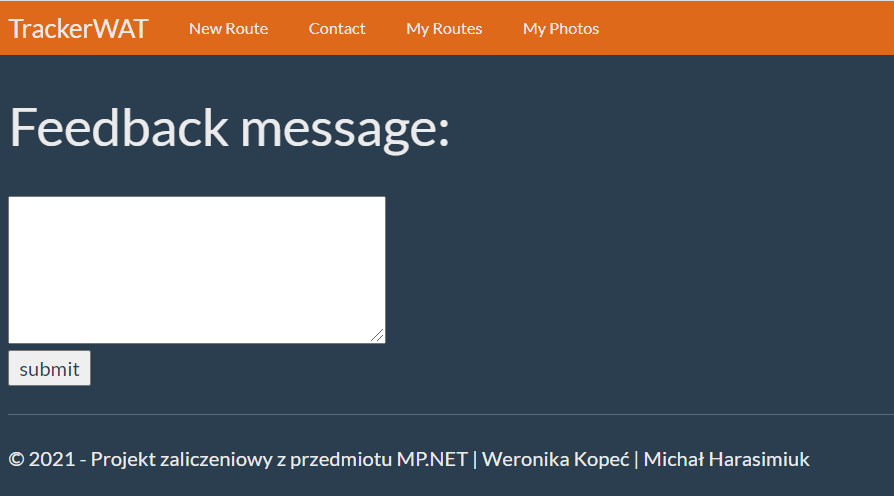 TrackerWAT New Route Contact My Routes My Photos
Feedback message:
submit
© 2021 - Projekt zaliczeniowy z przedmiotu MP.NET | Weronika Kopeć | Michał Harasimiuk